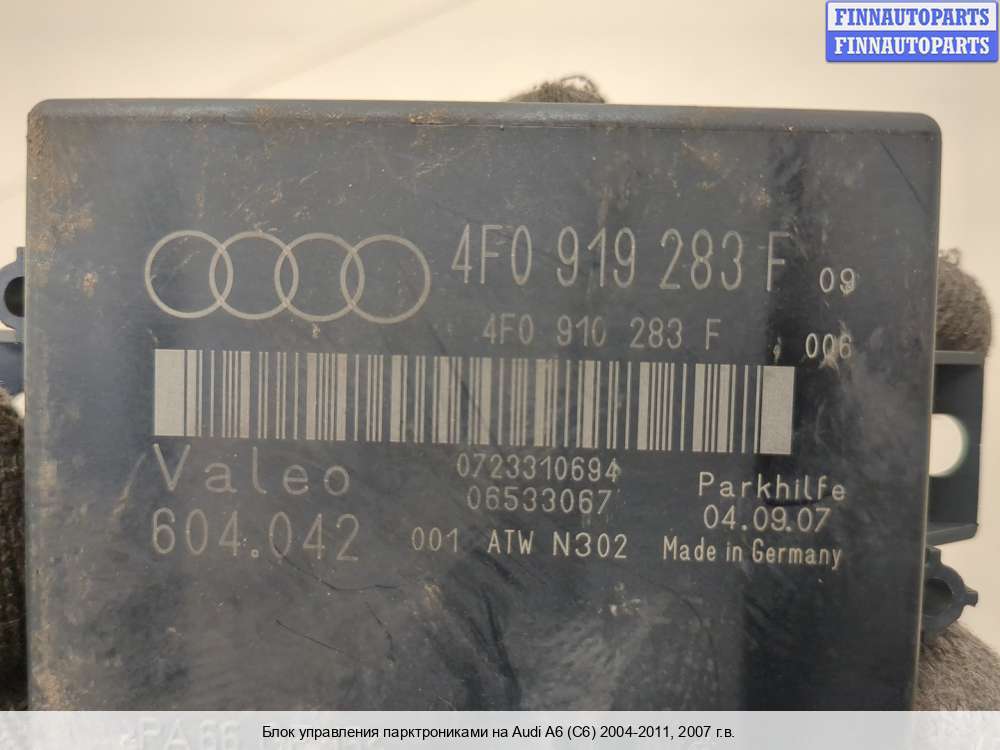 FINNAUTOPARTS
FINNAUTOPARTS
4F0 919 283 F 09
4F0 910 283 F 006
Valeo 0723310694 Parkhilfe
06533067 04.09.07
604.042 001 ATW N302 Made in Germany
Блок управления парктрониками на Audi A6 (C6) 2004-2011, 2007 г.в.